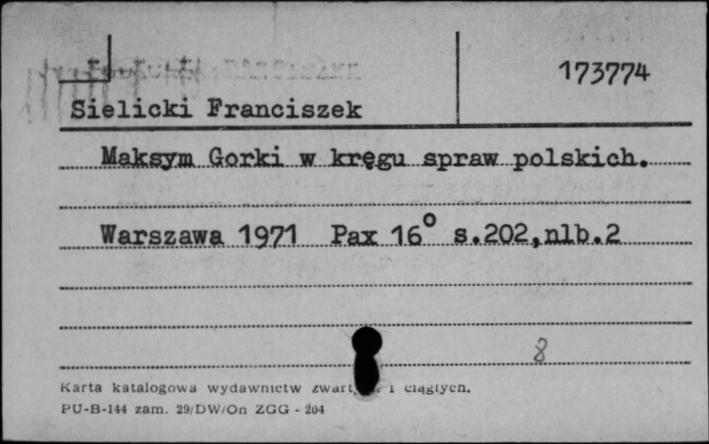 173774
Sielicki Franciszek
Maksym Gorki w kręgu spraw polskich.
Warszawa 1971 Pax 16° s.202,nlb.2
8
Karta katalogowa wydawnictw i ciągłych.
PU-B-144 zam. 29/DW/On ZGG - 204